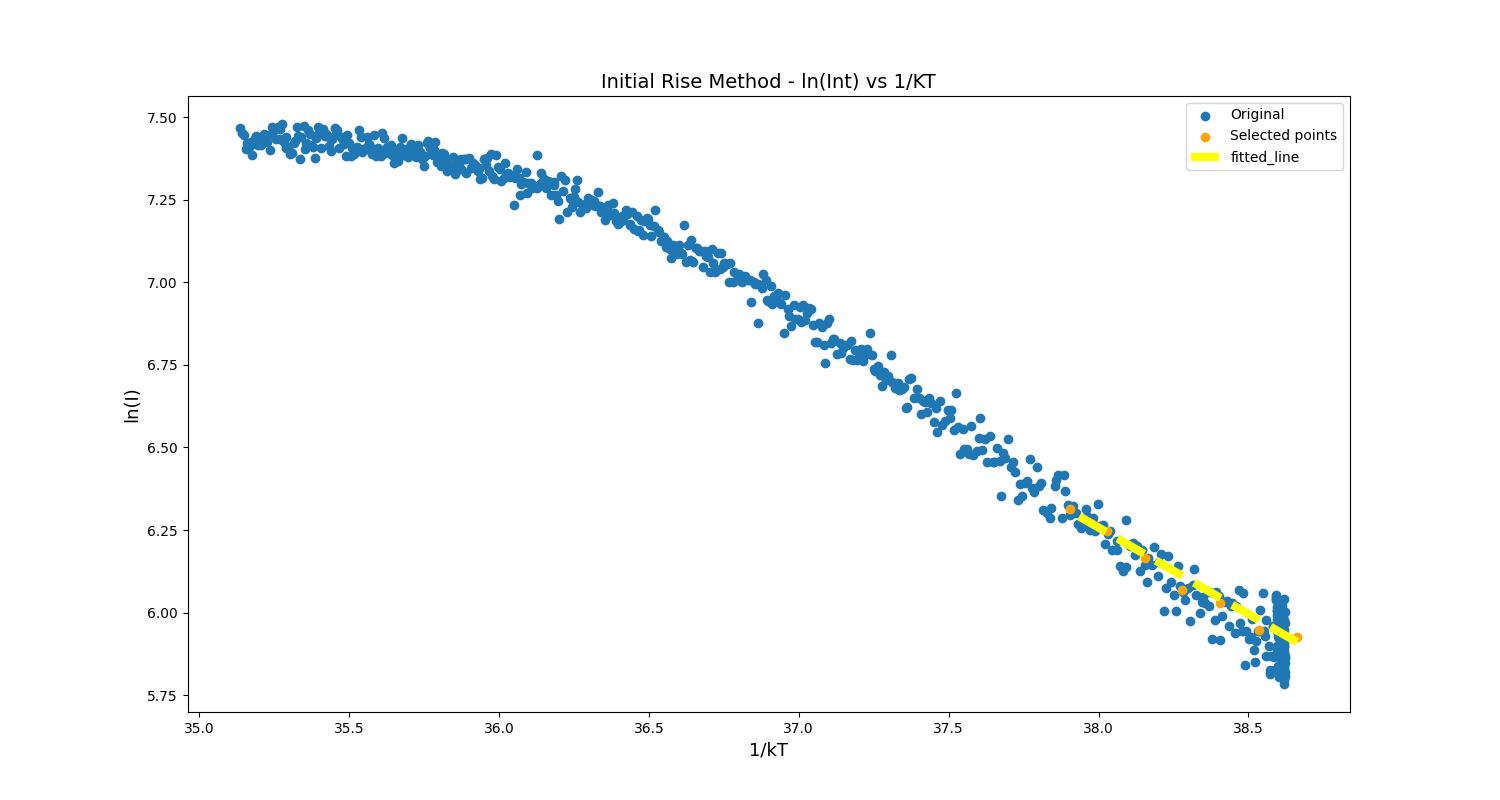 Initial Rise Method - ln(Int) vs 1/KT
Original
Selected points
fitted_line
ln(I)
7.50
7.25
7.00
6.75
6.50
6.25
6.00
5.75
35.0 35.5 36.0 36.5 37.0 37.5 38.0 38.5
1/kT